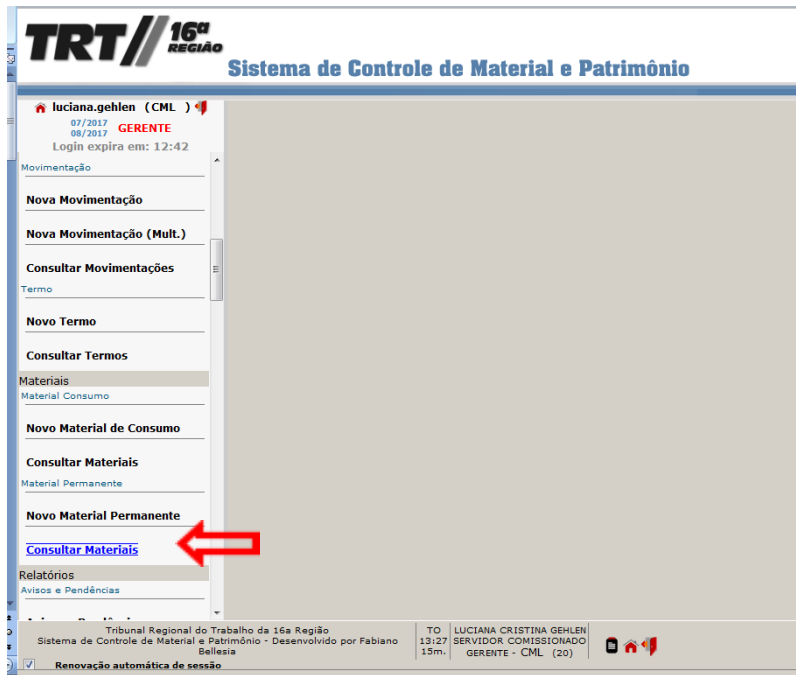 TRT// 16ª
REGIÃO
Sistema de Controle de Material e Patrimônio
luciana.gehlen (CML )
07/2017
08/2017 GERENTE
Login expira em: 12:42
Movimentação
Nova Movimentação
Nova Movimentação (Mult.)
Consultar Movimentações
Termo
Novo Termo
Consultar Termos
Materiais
Material Consumo
Novo Material de Consumo
Consultar Materiais
Material Permanente
Novo Material Permanente
Consultar Materiais
Relatórios
Avisos e Pendências
Tribunal Regional do Trabalho da 16a Região
Sistema de Controle de Material e Patrimônio - Desenvolvido por Fabiano
Bellesia
TO
13:27
15m.
LUCIANA CRISTINA GEHLEN
SERVIDOR COMISSIONADO
GERENTE - CML (20)
Renovação automática de sessão